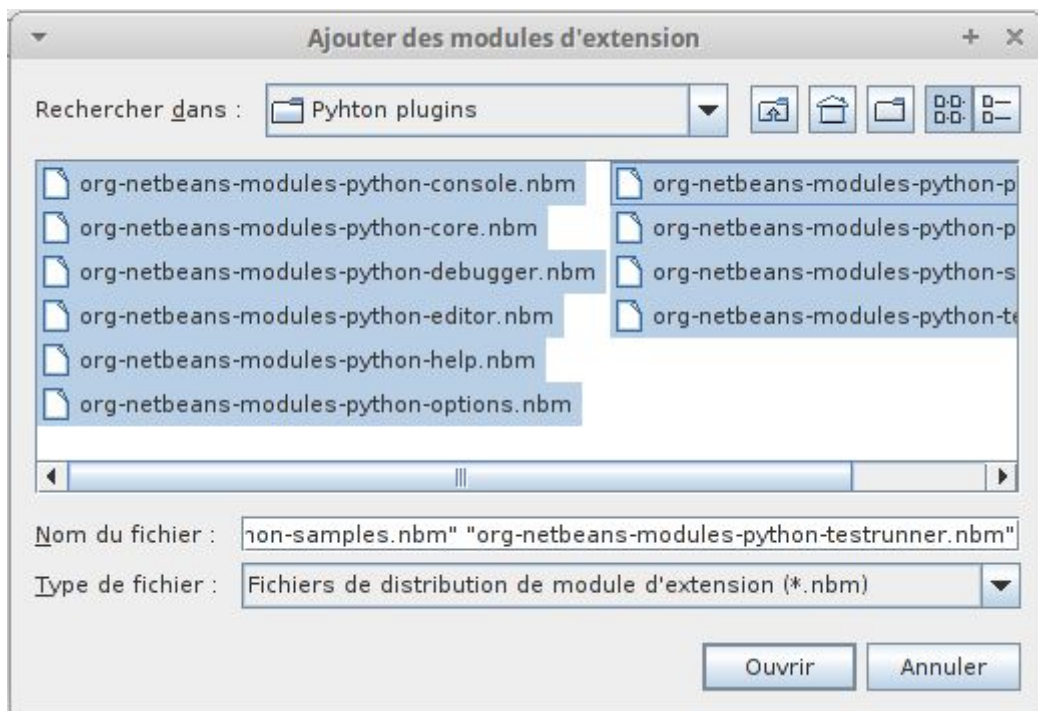 Ajouter des modules d'extension
Rechercher dans :
Pyhton plugins
org-netbeans-modules-python-console.nbm
org-netbeans-modules-python-core.nbm
org-netbeans-modules-python-debugger.nbm
org-netbeans-modules-python-editor.nbm
org-netbeans-modules-python-help.nbm
org-netbeans-modules-python-options.nbm
org-netbeans-modules-python-p
org-netbeans-modules-python-p
org-netbeans-modules-python-s
org-netbeans-modules-python-te
Nom du fichier : hon-samples.nbm" "org-netbeans-modules-python-testrunner.nbm"
Type de fichier : Fichiers de distribution de module d'extension (*.nbm)
Ouvrir Annuler